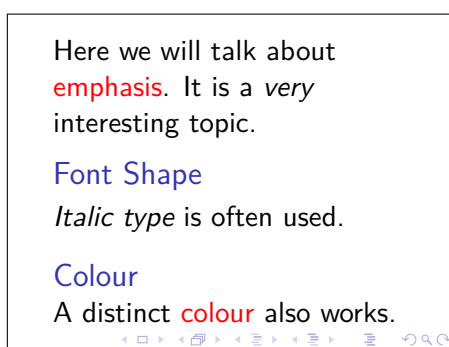 Here we will talk about
emphasis. It is a very
interesting topic.
Font Shape
Italic type is often used.
Colour
A distinct colour also works.